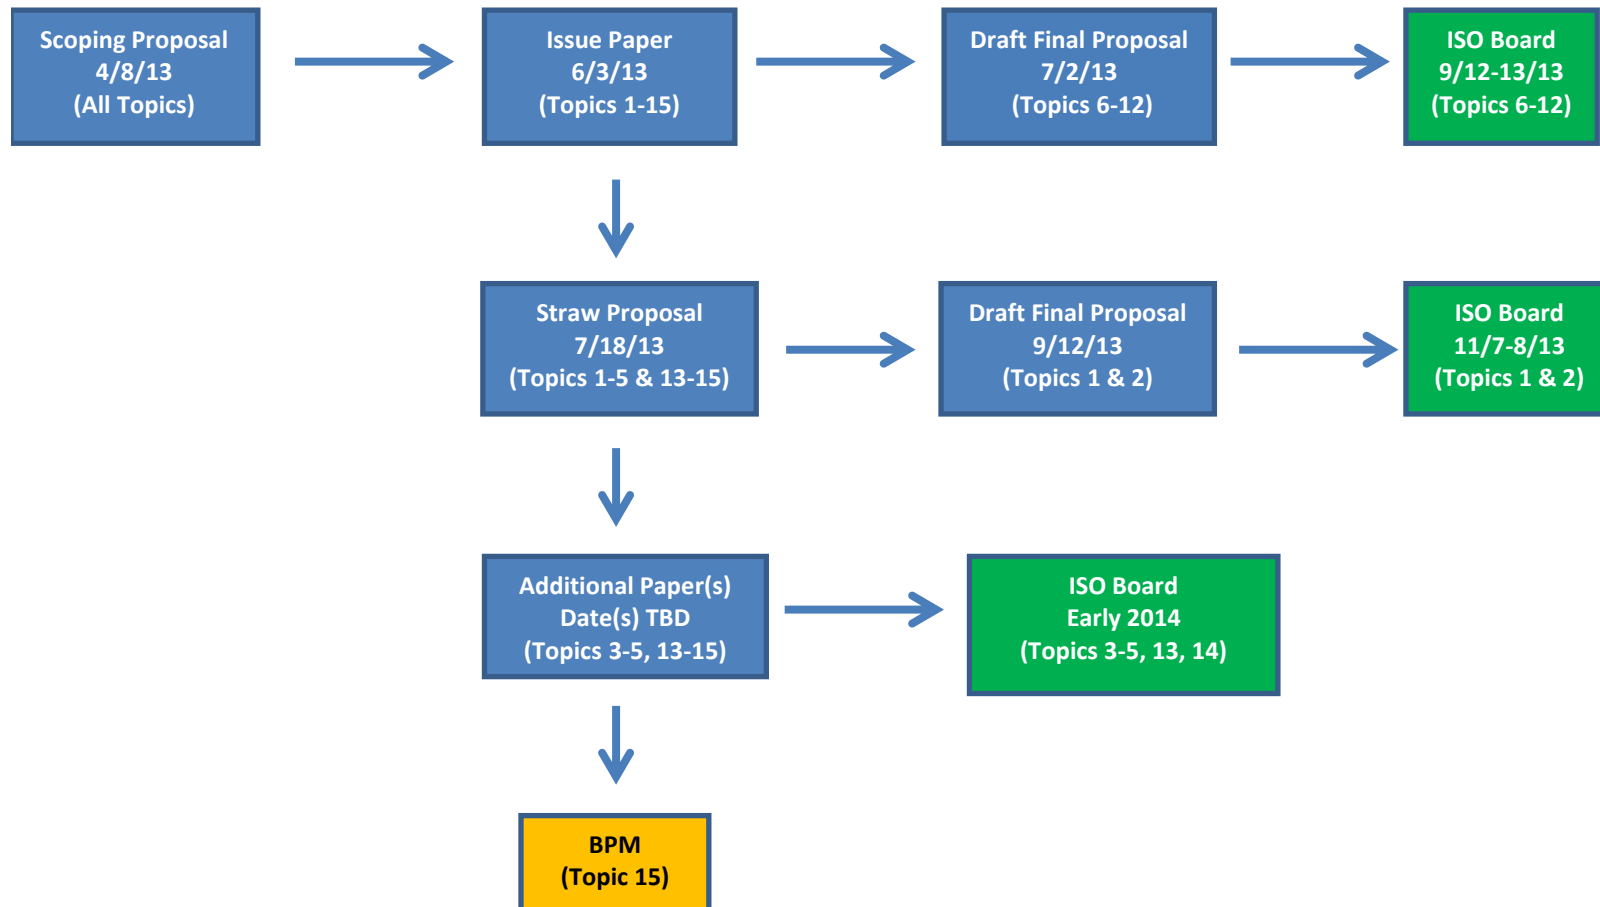 Scoping Proposal
4/8/13
(All Topics)
Issue Paper
6/3/13
(Topics 1-15)
Draft Final Proposal
7/2/13
(Topics 6-12)
ISO Board
9/12-13/13
(Topics 6-12)
Straw Proposal
7/18/13
(Topics 1-5 & 13-15)
Draft Final Proposal
9/12/13
(Topics 1 & 2)
ISO Board
11/7-8/13
(Topics 1 & 2)
Additional Paper(s)
Date(s) TBD
(Topics 3-5, 13-15)
ISO Board
Early 2014
(Topics 3-5, 13, 14)
BPM
(Topic 15)